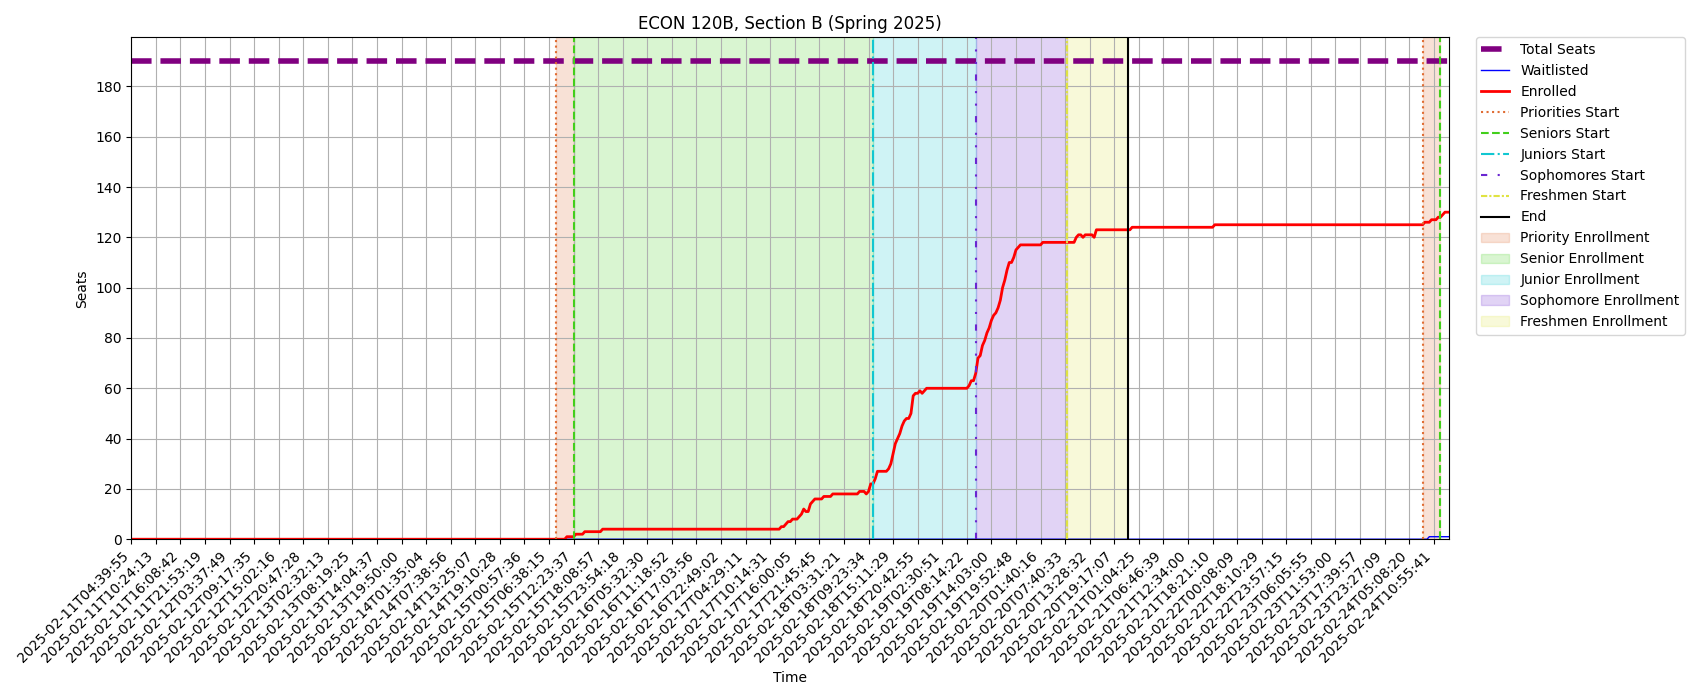 ECON 120B, Section B (Spring 2025)
Seats
180
160
140
120
100
80
60
40
20
0
2025-02-11T04:39:55
2025-02-11T10:24:13
2025-02-11T16:08:42
2025-02-11T21:53:19
2025-02-12T03:37:49
2025-02-12T09:17:35
2025-02-12T15:02:16
2025-02-12T20:47:28
2025-02-13T02:32:13
2025-02-13T08:19:25
2025-02-13T14:04:37
2025-02-13T19:50:00
2025-02-14T01:35:04
2025-02-14T07:38:56
2025-02-14T13:25:07
2025-02-14T19:10:28
2025-02-15T00:57:36
2025-02-15T06:38:15
2025-02-15T12:23:37
2025-02-15T18:08:57
2025-02-15T23:54:18
2025-02-16T05:32:30
2025-02-16T11:18:52
2025-02-16T17:03:56
2025-02-16T22:49:02
2025-02-17T04:29:11
2025-02-17T10:14:31
2025-02-17T16:00:05
2025-02-17T21:45:45
2025-02-18T03:31:21
2025-02-18T09:23:34
2025-02-18T15:11:29
2025-02-18T20:42:55
2025-02-19T02:30:51
2025-02-19T08:14:22
2025-02-19T14:03:00
2025-02-19T19:52:48
2025-02-20T01:40:16
2025-02-20T07:40:33
2025-02-20T13:28:32
2025-02-20T19:17:07
2025-02-21T01:04:25
2025-02-21T06:46:39
2025-02-21T12:34:00
2025-02-21T18:21:10
2025-02-22T00:08:09
2025-02-22T18:10:29
2025-02-22T23:57:15
2025-02-23T06:05:55
2025-02-23T11:53:00
2025-02-23T17:39:57
2025-02-23T23:27:09
2025-02-24T05:08:20
2025-02-24T10:55:41
Time
Total Seats
Waitlisted
Enrolled
Priorities Start
Seniors Start
Juniors Start
Sophomores Start
Freshmen Start
End
Priority Enrollment
Senior Enrollment
Junior Enrollment
Sophomore Enrollment
Freshmen Enrollment